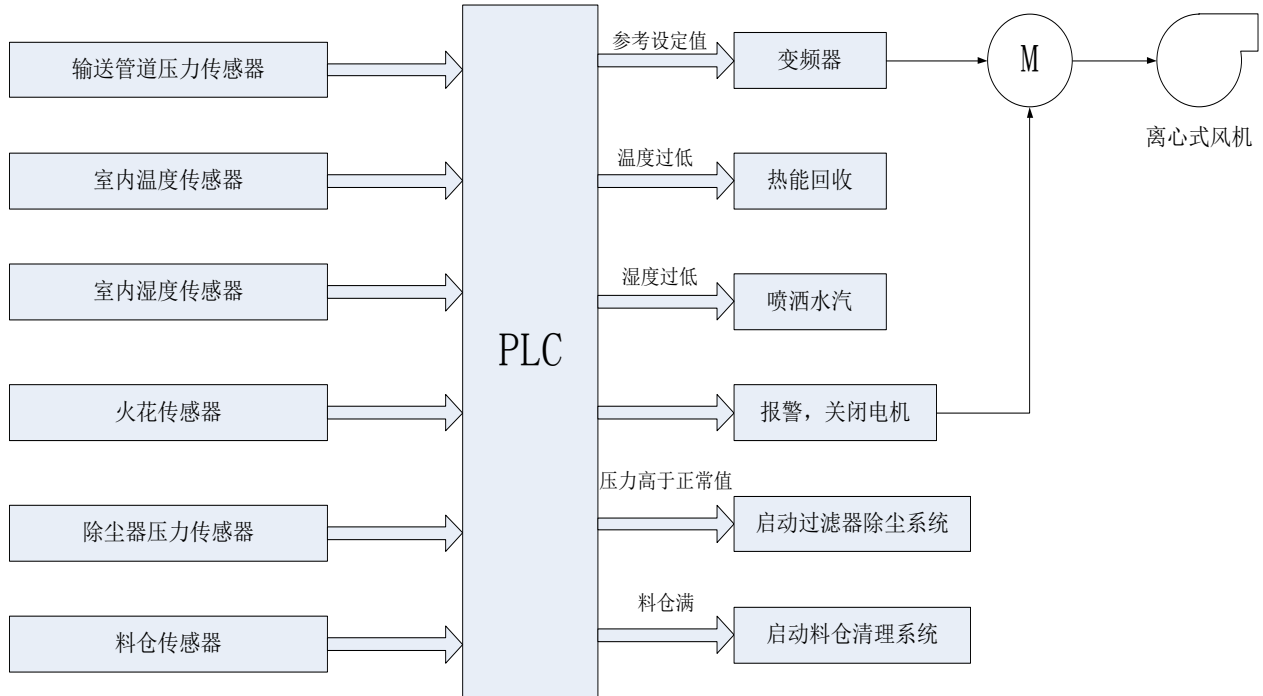 输送管道压力传感器
室内温度传感器
室内湿度传感器
火花传感器
除尘器压力传感器
料仓传感器
PLC
参考设定值
变频器
M
离心式风机
温度过低
热能回收
湿度过低
喷洒水汽
报警，关闭电机
压力高于正常值
启动过滤器除尘系统
料仓满
启动料仓清理系统